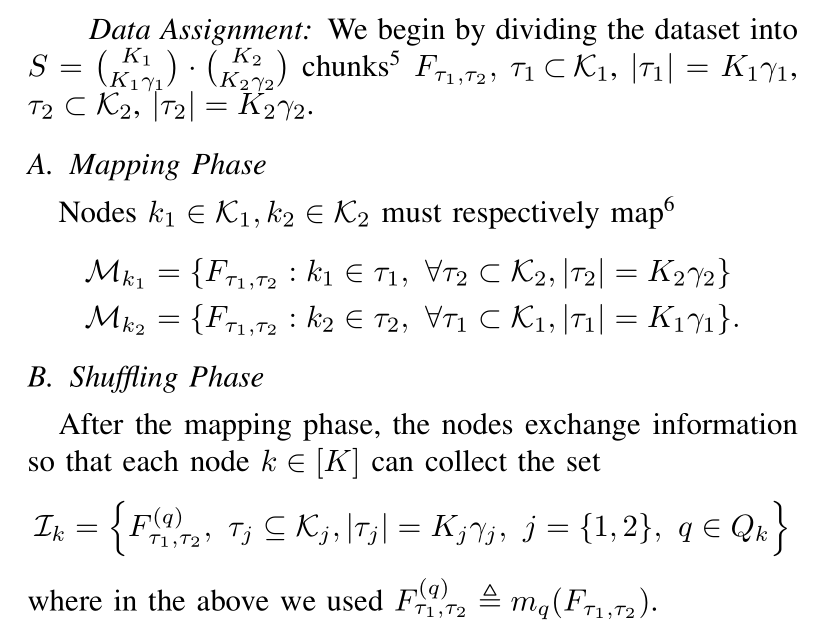 Data Assignment: We begin by dividing the dataset into
$S = \binom{K_1}{K_1\gamma_1} \cdot \binom{K_2}{K_2\gamma_2}$ chunks$^5$ $F_{\tau_1,\tau_2}$, $\tau_1 \subset \mathcal{K}_1$, $|\tau_1| = K_1\gamma_1$,
$\tau_2 \subset \mathcal{K}_2$, $|\tau_2| = K_2\gamma_2$.
A. Mapping Phase
Nodes $k_1 \in \mathcal{K}_1, k_2 \in \mathcal{K}_2$ must respectively map$^6$
$\mathcal{M}_{k_1} = \{F_{\tau_1,\tau_2} : k_1 \in \tau_1, \ \forall \tau_2 \subset \mathcal{K}_2, |\tau_2| = K_2\gamma_2\}$
$\mathcal{M}_{k_2} = \{F_{\tau_1,\tau_2} : k_2 \in \tau_2, \ \forall \tau_1 \subset \mathcal{K}_1, |\tau_1| = K_1\gamma_1\}.$
B. Shuffling Phase
After the mapping phase, the nodes exchange information
so that each node $k \in [K]$ can collect the set
$\mathcal{I}_k = \left\{F^{(q)}_{\tau_1,\tau_2}, \ \tau_j \subseteq \mathcal{K}_j, |\tau_j| = K_j\gamma_j, \ j = \{1, 2\}, \ q \in Q_k\right\}$
where in the above we used $F^{(q)}_{\tau_1,\tau_2} \triangleq m_q(F_{\tau_1,\tau_2})$.